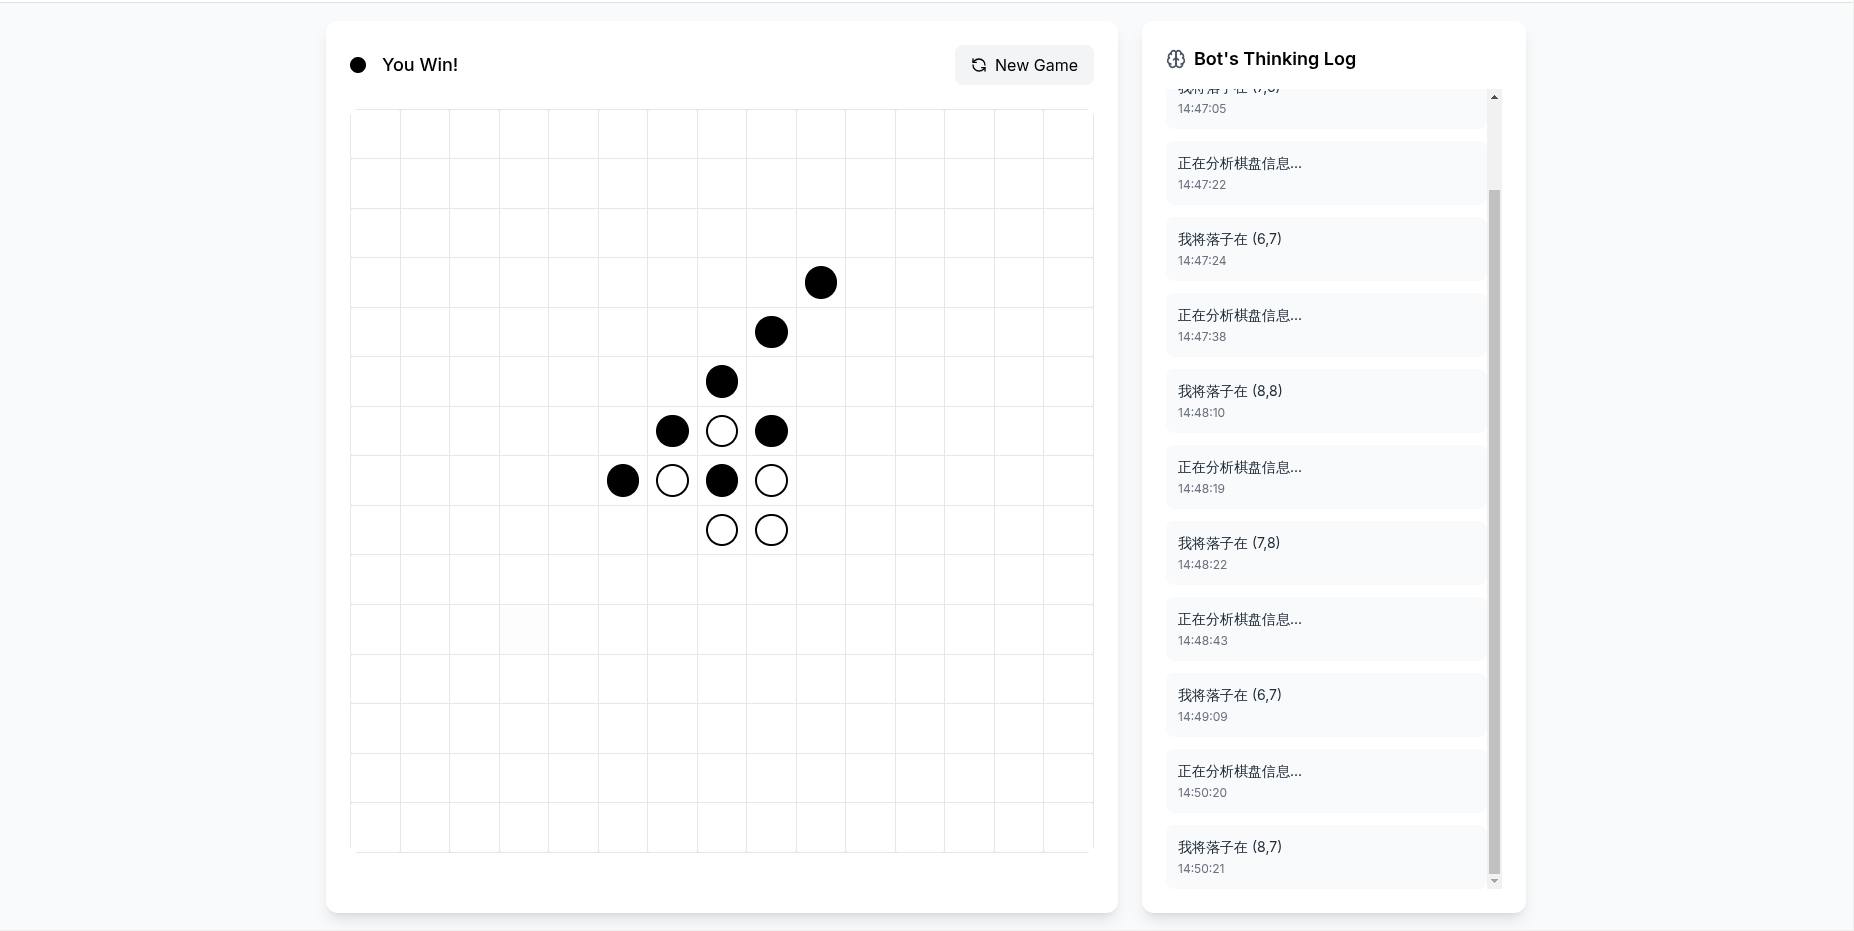 You Win!
New Game
Bot's Thinking Log
14:47:05
正在分析棋盘信息...
14:47:22
我将落子在 (6,7)
14:47:24
正在分析棋盘信息...
14:47:38
我将落子在 (8,8)
14:48:10
正在分析棋盘信息...
14:48:19
我将落子在 (7,8)
14:48:22
正在分析棋盘信息...
14:48:43
我将落子在 (6,7)
14:49:09
正在分析棋盘信息...
14:50:20
我将落子在 (8,7)
14:50:21